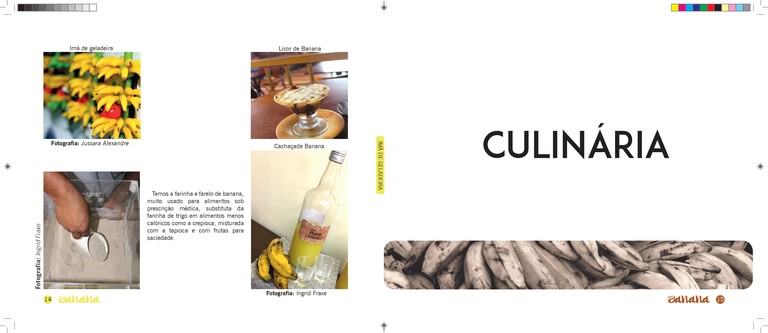 Imã de geladeira
Fotografia: Jussara Alexandre
Fotografia: Ingrid Fraxe
Temos a farinha e farelo de banana,
muito usado para alimentos sob
prescrição médica, substituta da
farinha de trigo em alimentos menos
calóricos como a crepioca, misturada
com a tapioca e com frutas para
saciedade.
Licor de Banana
Cachaçade Banana
Fotografia: Ingrid Fraxe
14 Banana
IMÃ DE GELADEIRA
CULINÁRIA
Banana 15